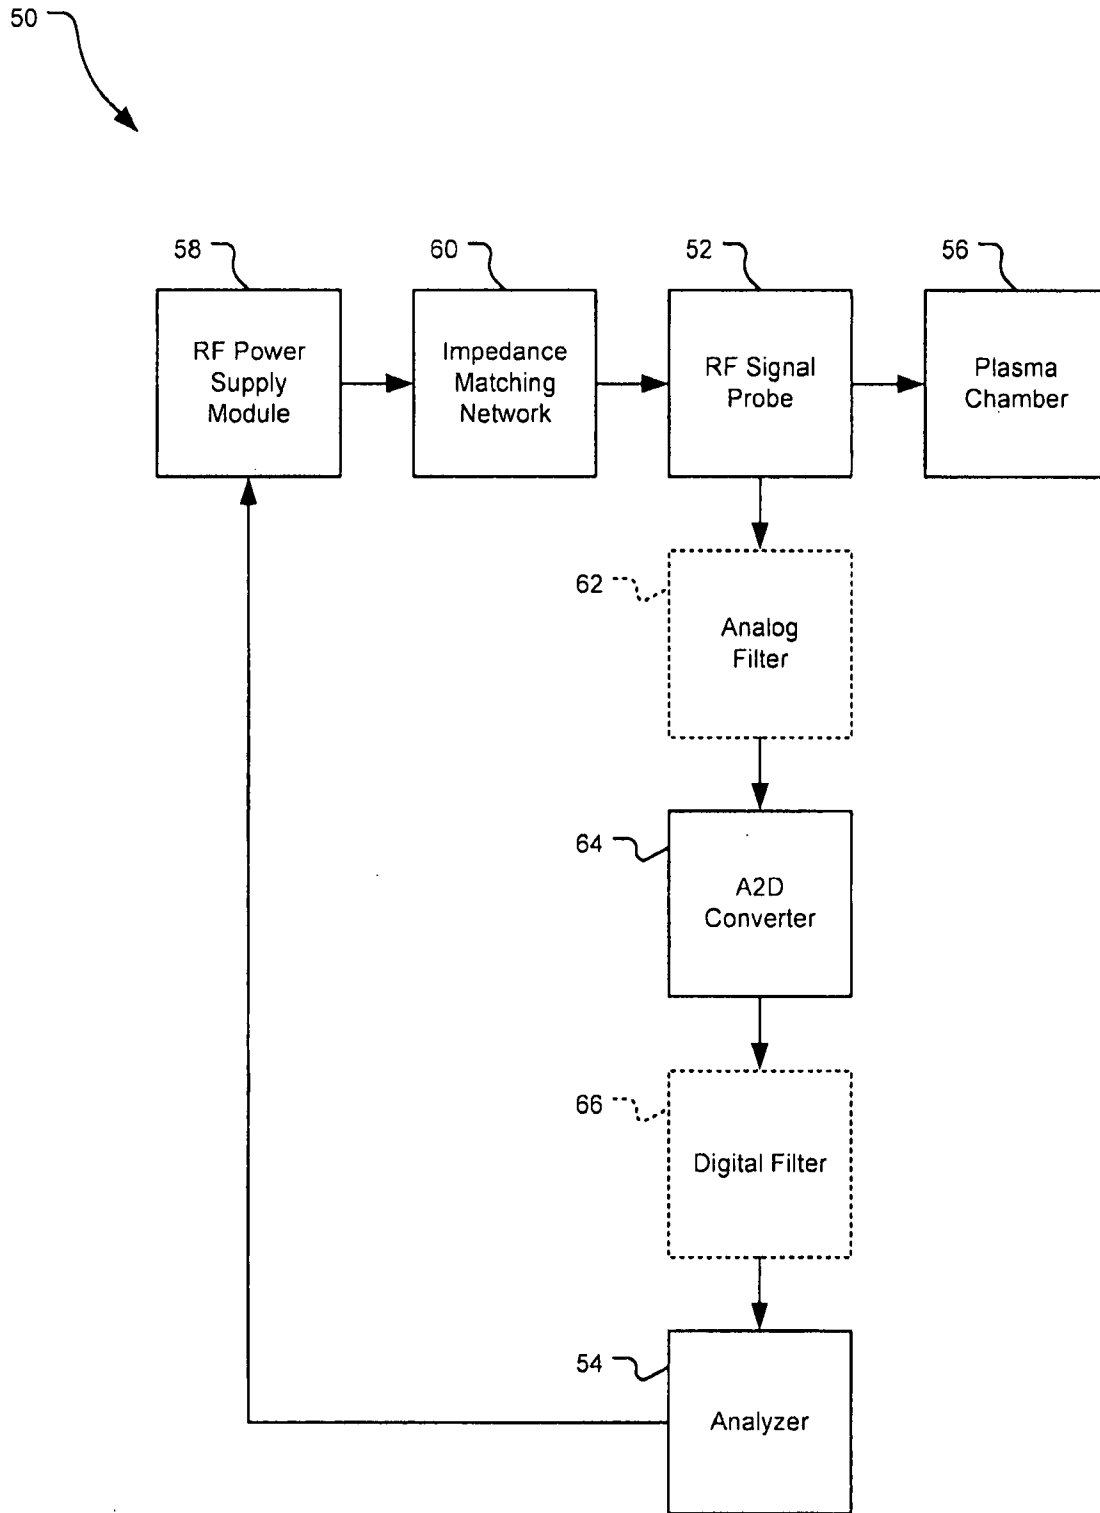 50
58
60
52
56
RF Power
Supply
Module
Impedance
Matching
Network
RF Signal
Probe
Plasma
Chamber
62
Analog
Filter
64
A2D
Converter
66
Digital Filter
54
Analyzer